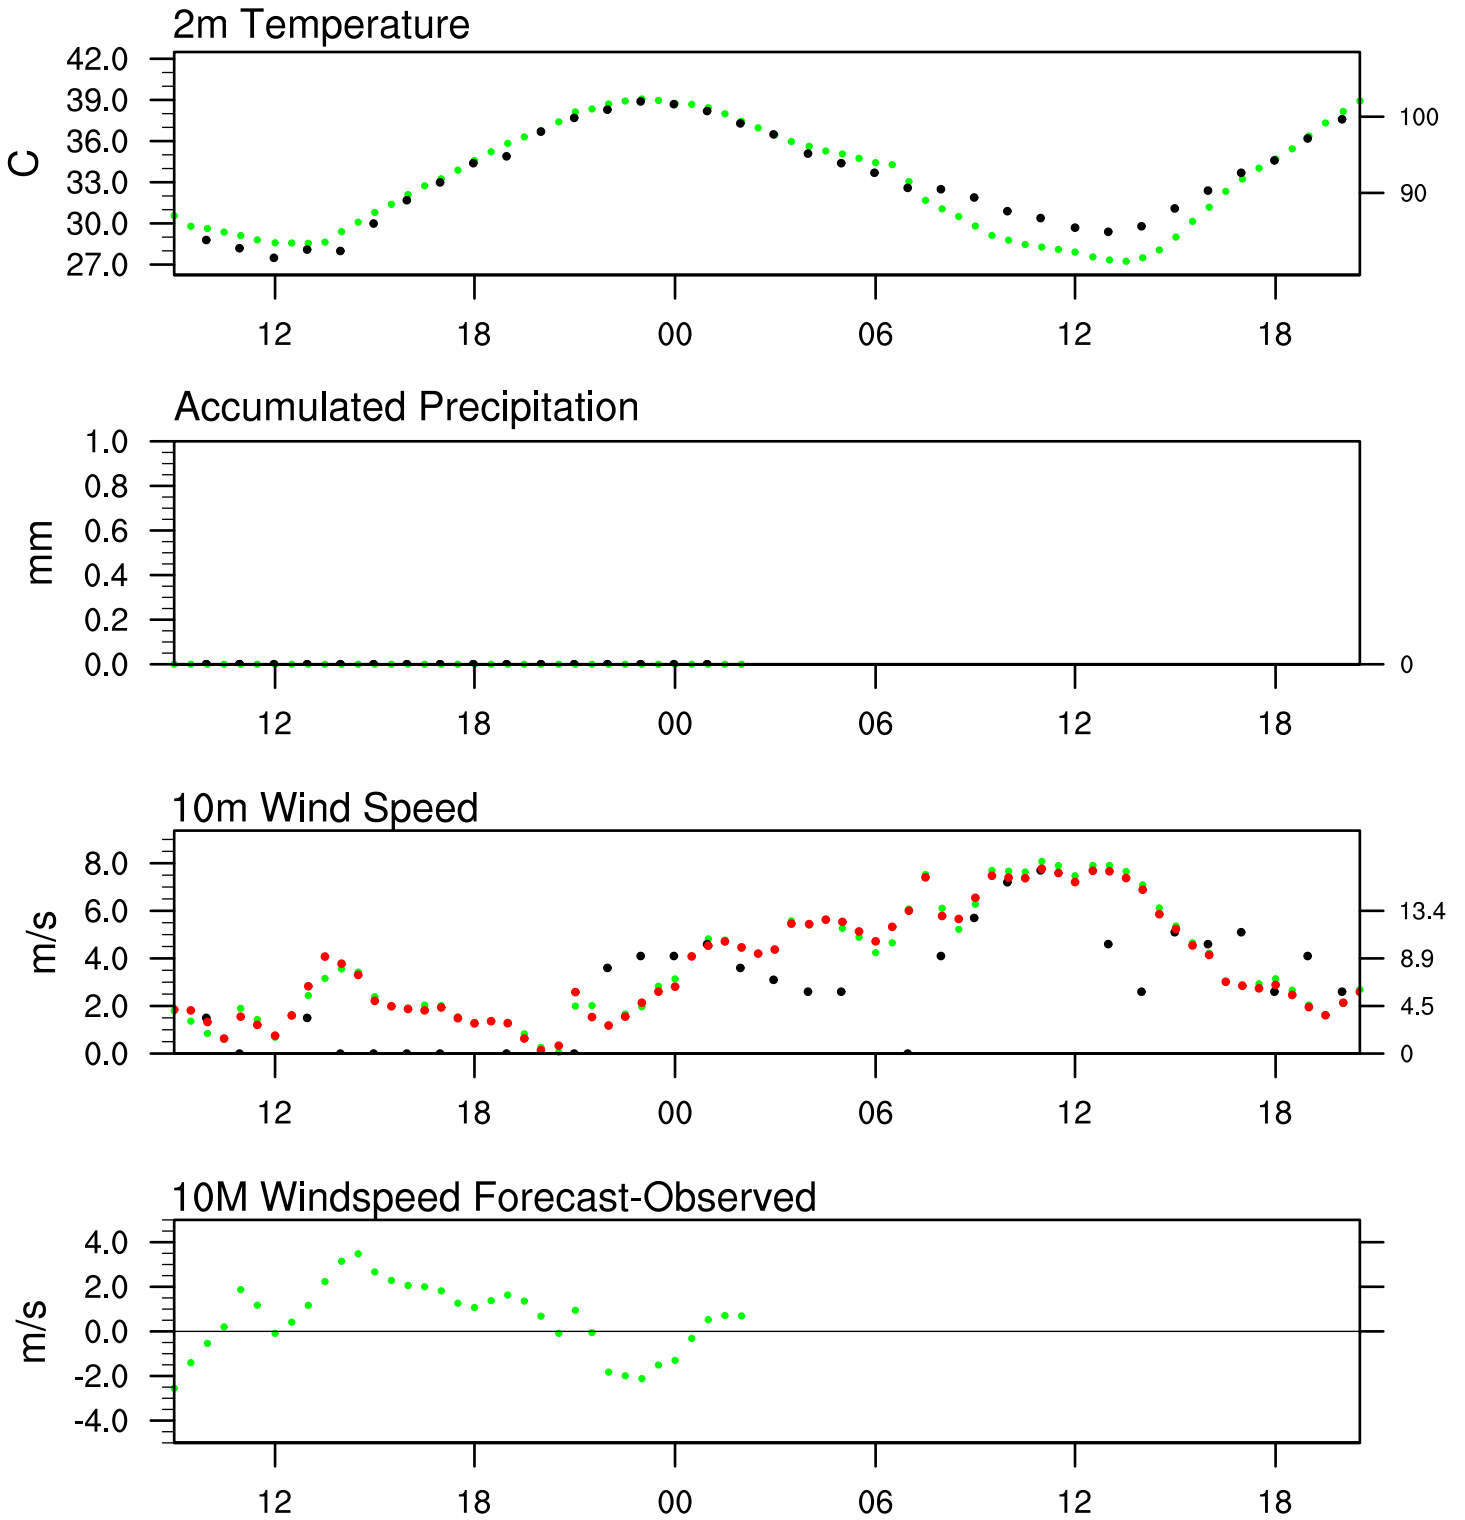 2m Temperature
42.0
39.0
36.0
33.0
30.0
27.0
C
100
90
12 18 00 06 12 18
Accumulated Precipitation
1.0
0.8
0.6
0.4
0.2
0.0
mm
0
12 18 00 06 12 18
10m Wind Speed
8.0
6.0
4.0
2.0
0.0
m/s
13.4
8.9
4.5
0
12 18 00 06 12 18
10M Windspeed Forecast-Observed
4.0
2.0
0.0
-2.0
-4.0
m/s
12 18 00 06 12 18